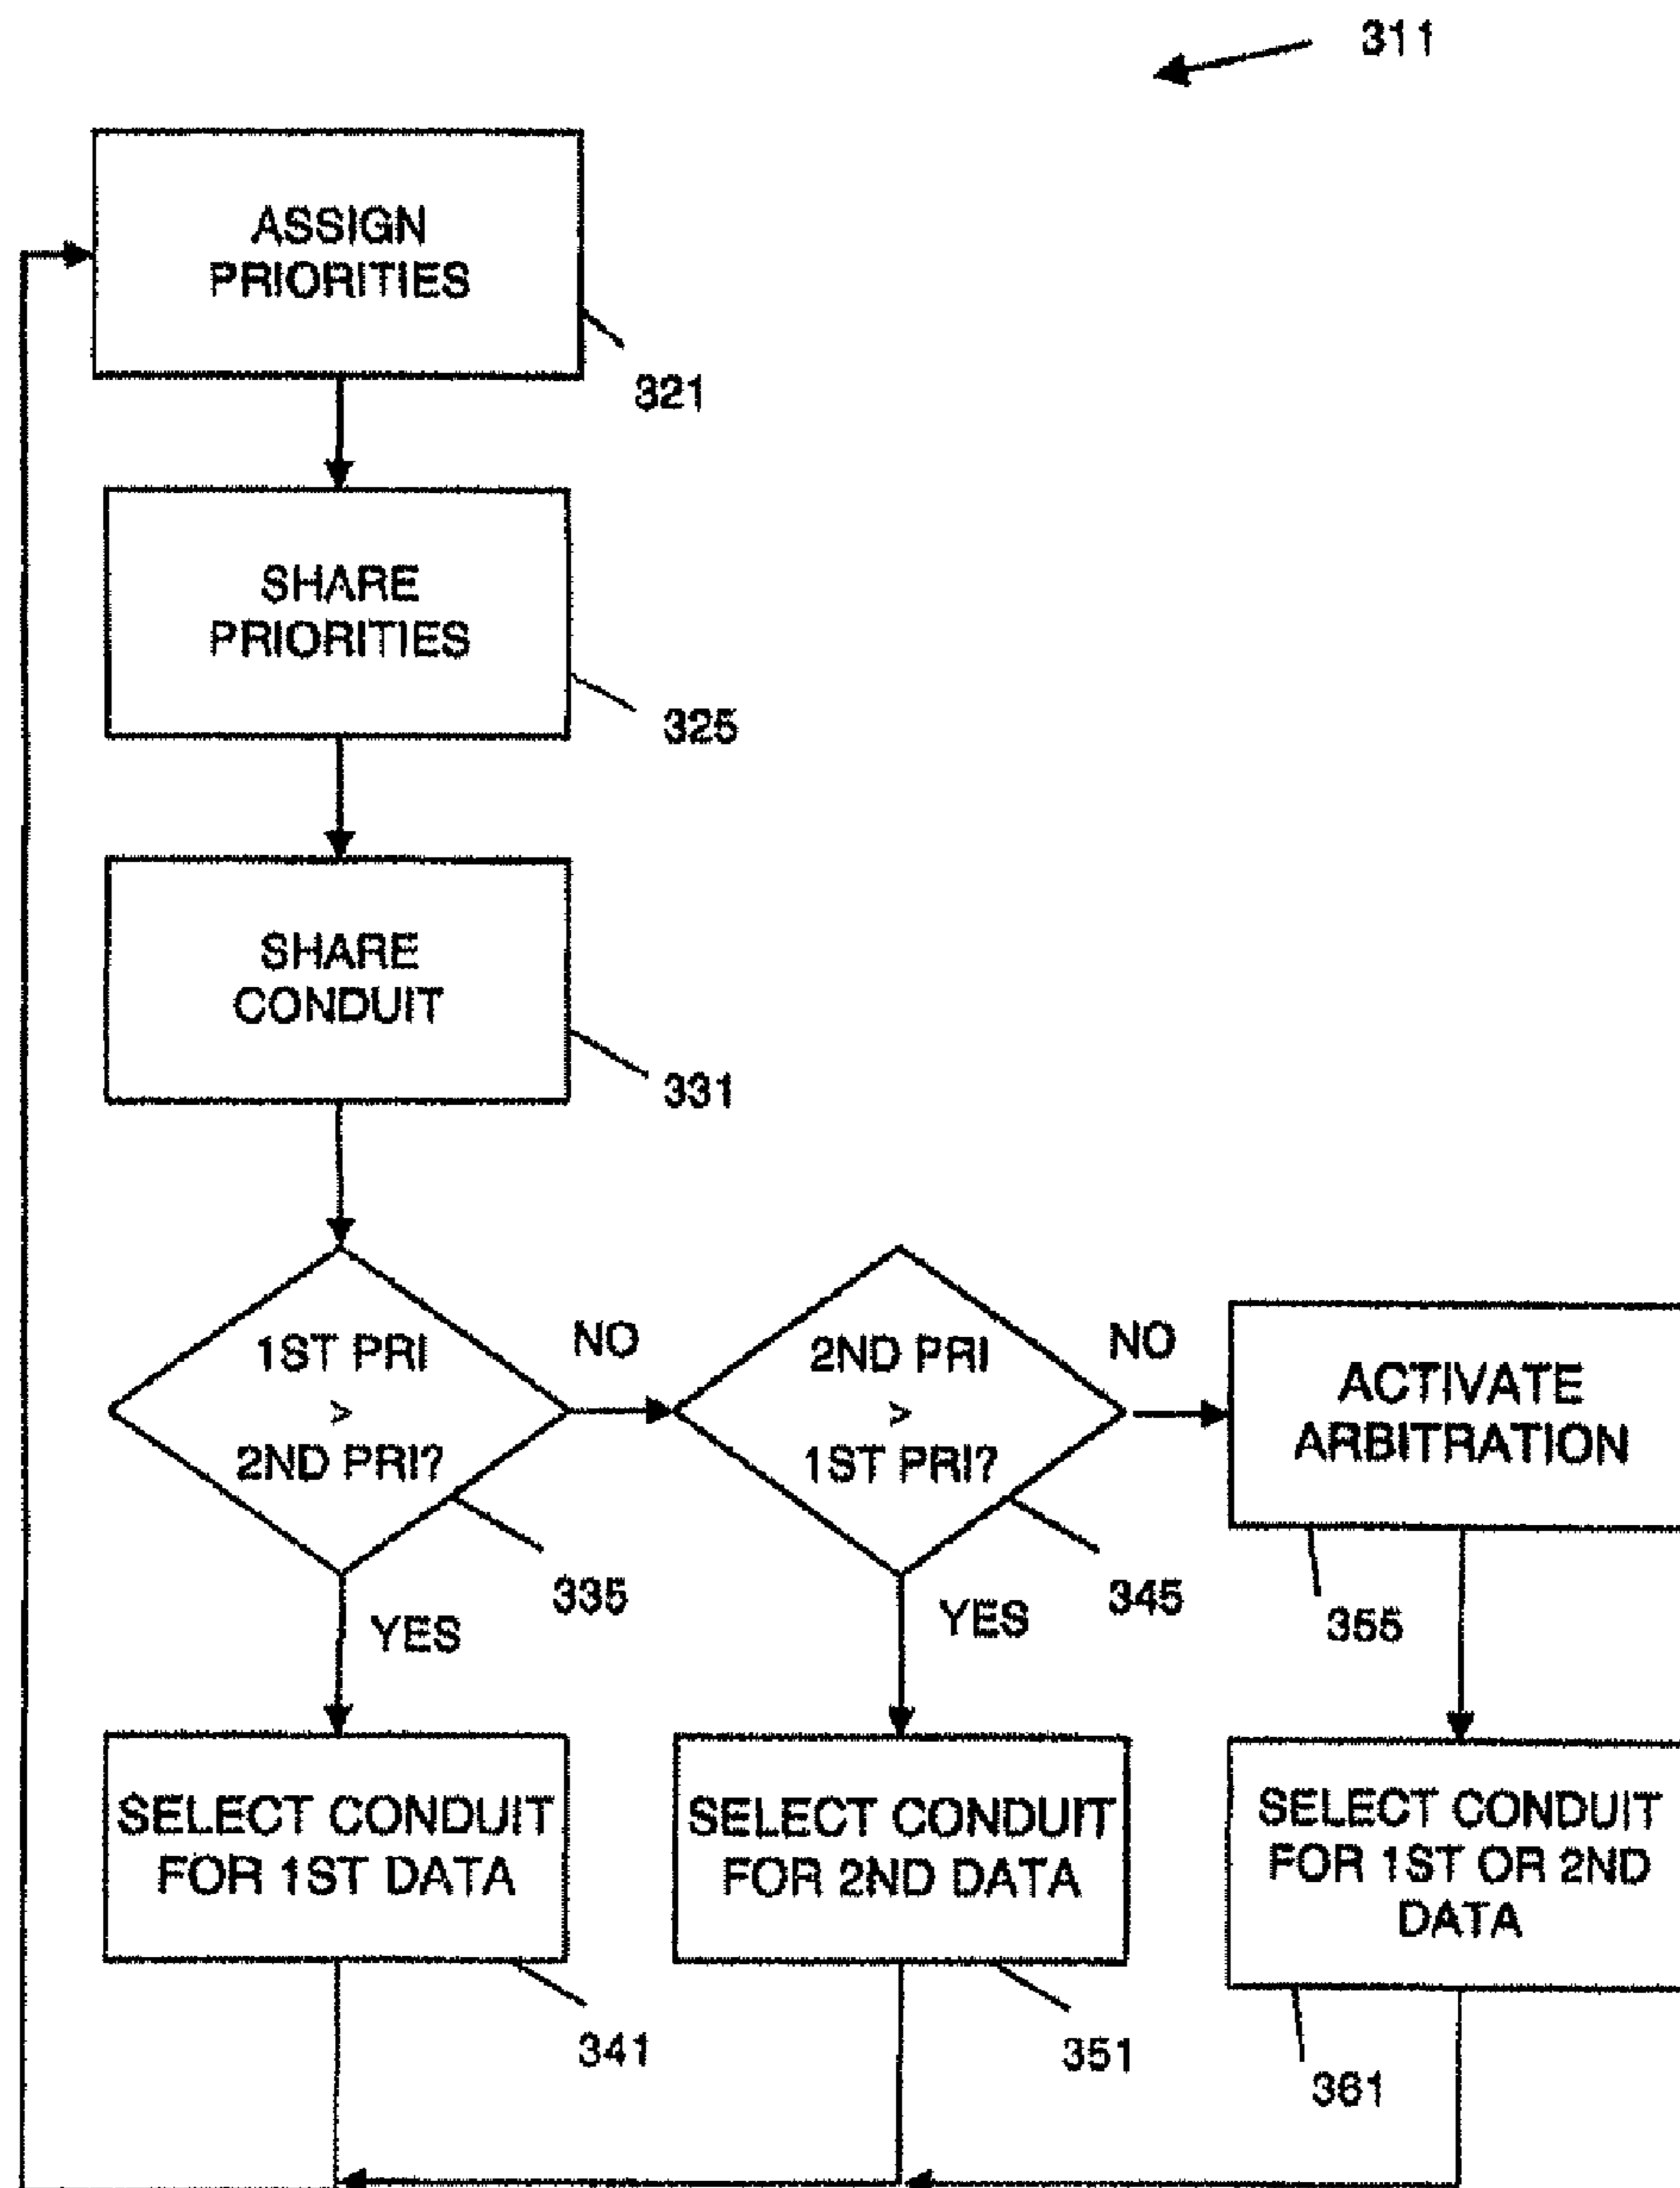 311
ASSIGN
PRIORITIES
321
SHARE
PRIORITIES
325
SHARE
CONDUIT
331
1ST PRI
>
2ND PRI?
335
NO
2ND PRI
>
1ST PRI?
345
NO
ACTIVATE
ARBITRATION
355
YES
YES
SELECT CONDUIT
FOR 1ST DATA
341
SELECT CONDUIT
FOR 2ND DATA
351
SELECT CONDUIT
FOR 1ST OR 2ND
DATA
361